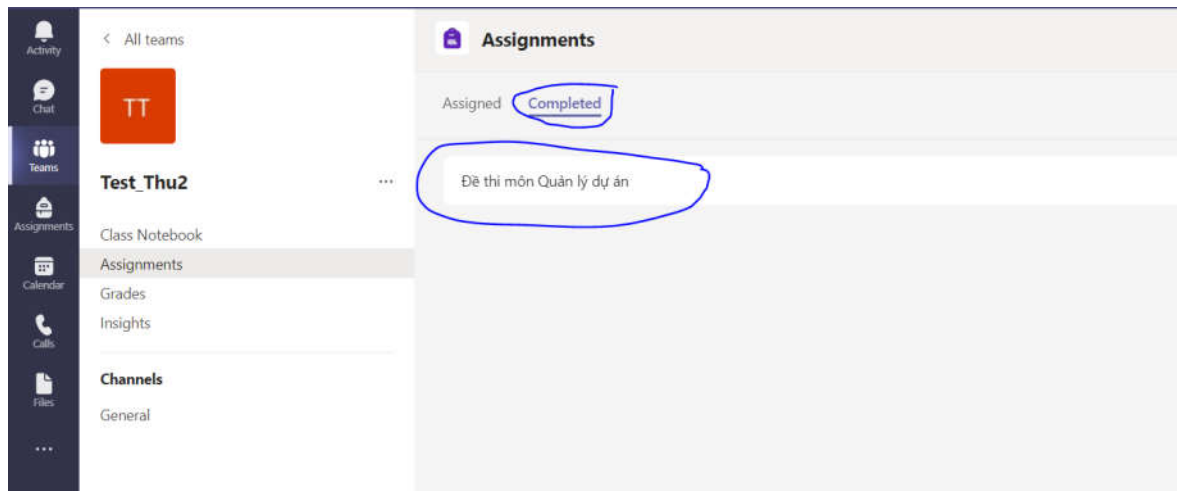 Activity
Chat
Teams
Assignments
Calendar
Calls
Files
All teams
TT
Test_Thu2
Class Notebook
Assignments
Grades
Insights
Channels
General
Assignments
Assigned Completed
Đề thi môn Quản lý dự án